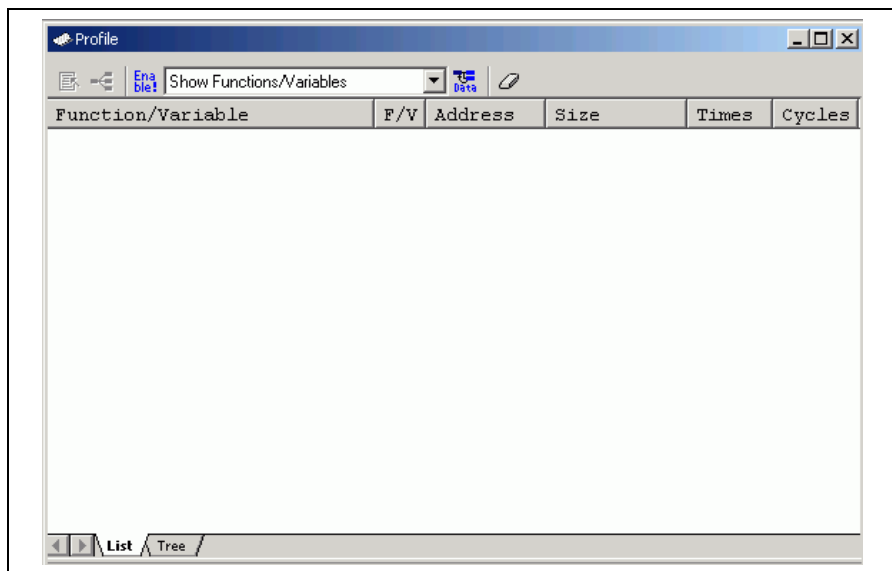 Profile
Ena
ble! Show Functions/Variables Data
Function/Variable F/V Address Size Times Cycles
List Tree